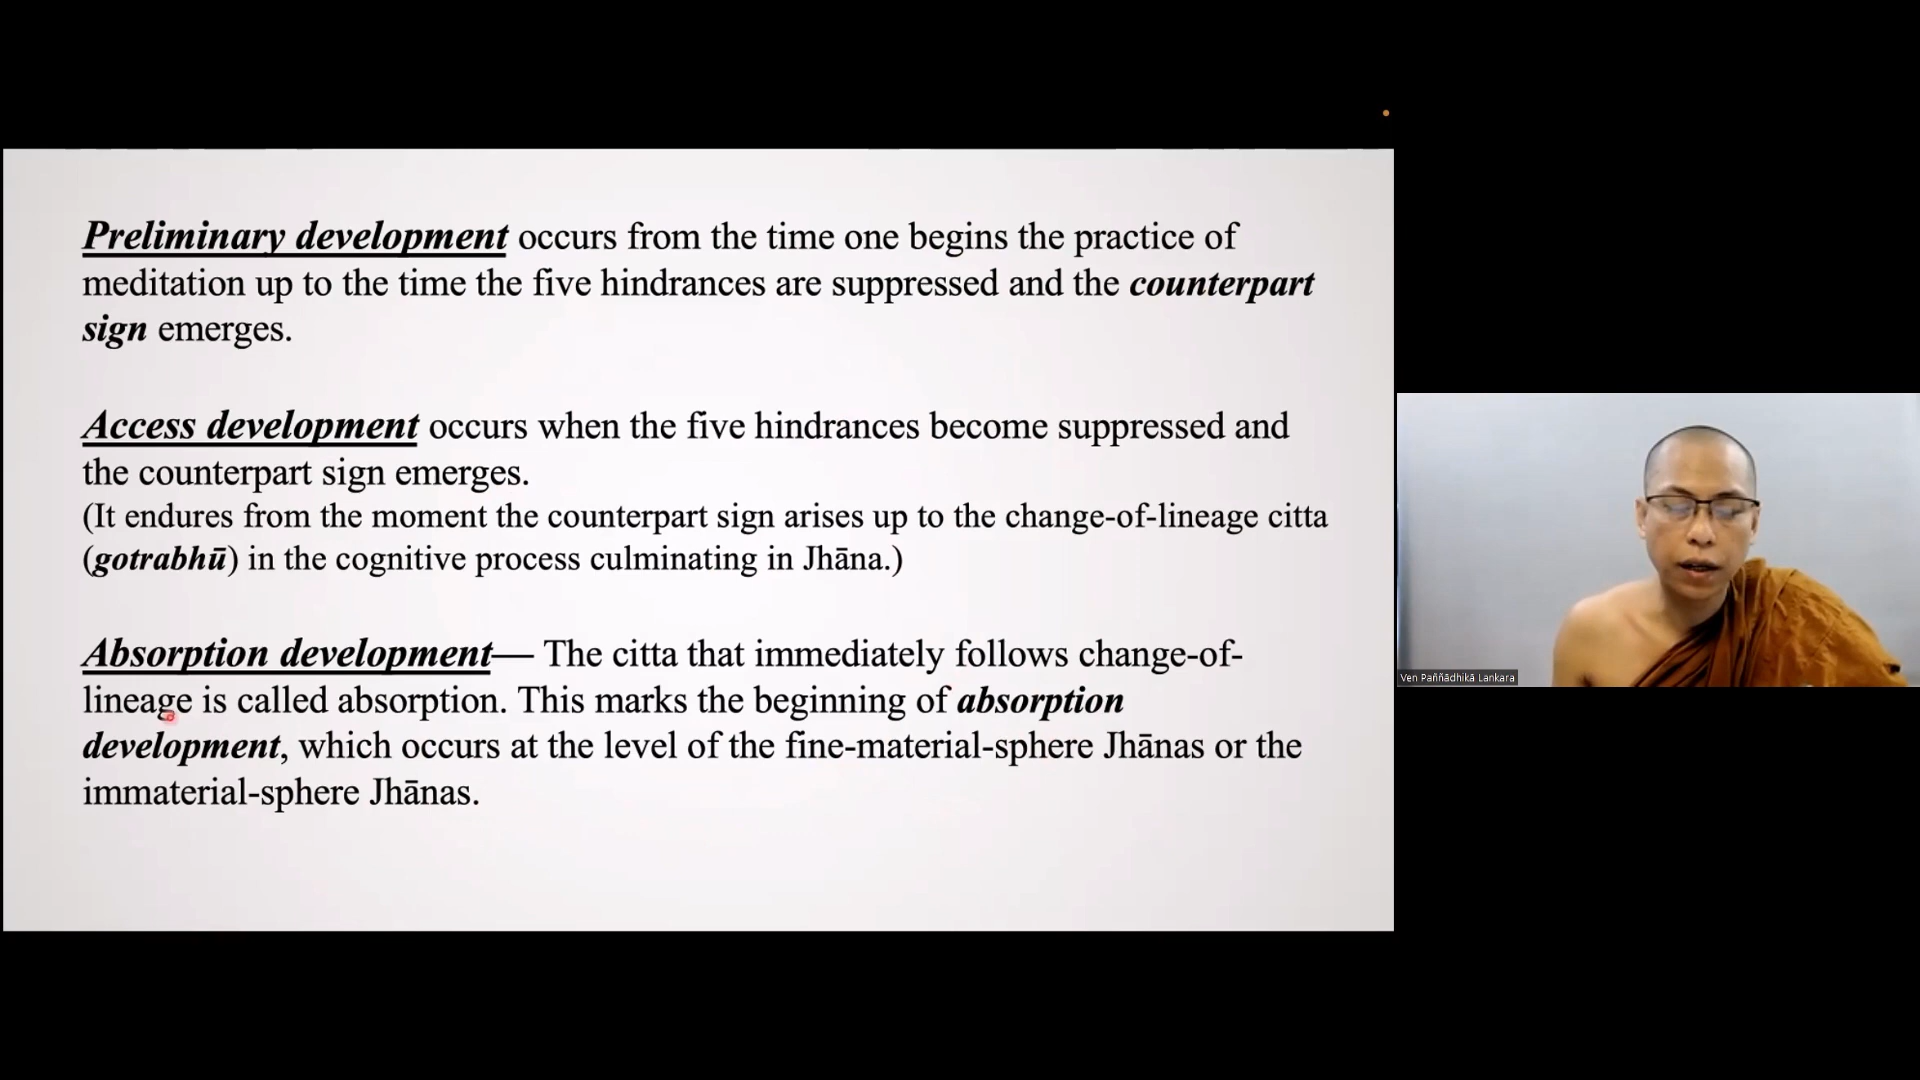 Preliminary development occurs from the time one begins the practice of
meditation up to the time the five hindrances are suppressed and the counterpart
sign emerges.
Access development occurs when the five hindrances become suppressed and
the counterpart sign emerges.
(It endures from the moment the counterpart sign arises up to the change-of-lineage citta
(gotrabhū) in the cognitive process culminating in Jhāna.)
Absorption development— The citta that immediately follows change-of-
lineage is called absorption. This marks the beginning of absorption
development, which occurs at the level of the fine-material-sphere Jhānas or the
immaterial-sphere Jhānas.
Ven Paññādhikā Lankara